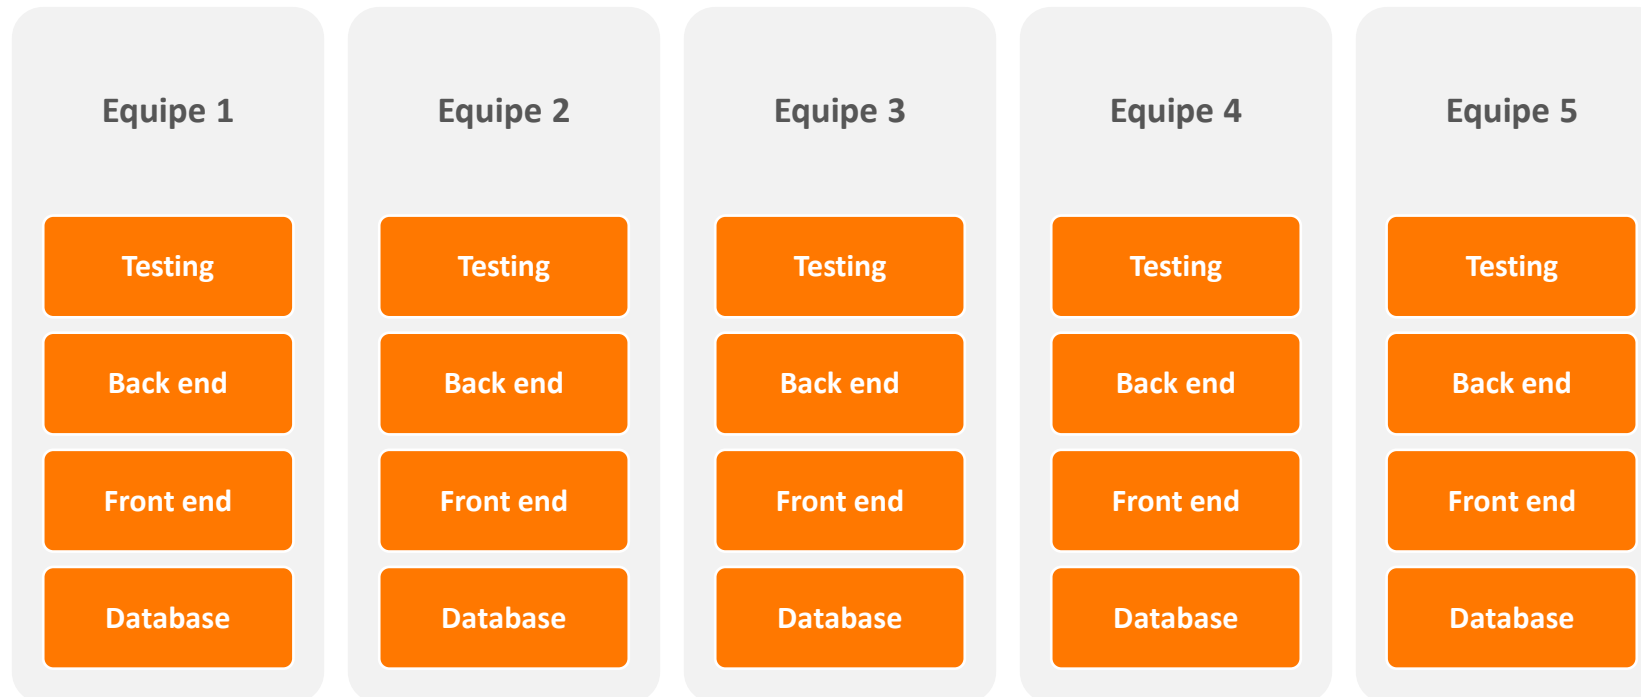 Equipe 1
Testing
Back end
Front end
Database
Equipe 2
Testing
Back end
Front end
Database
Equipe 3
Testing
Back end
Front end
Database
Equipe 4
Testing
Back end
Front end
Database
Equipe 5
Testing
Back end
Front end
Database